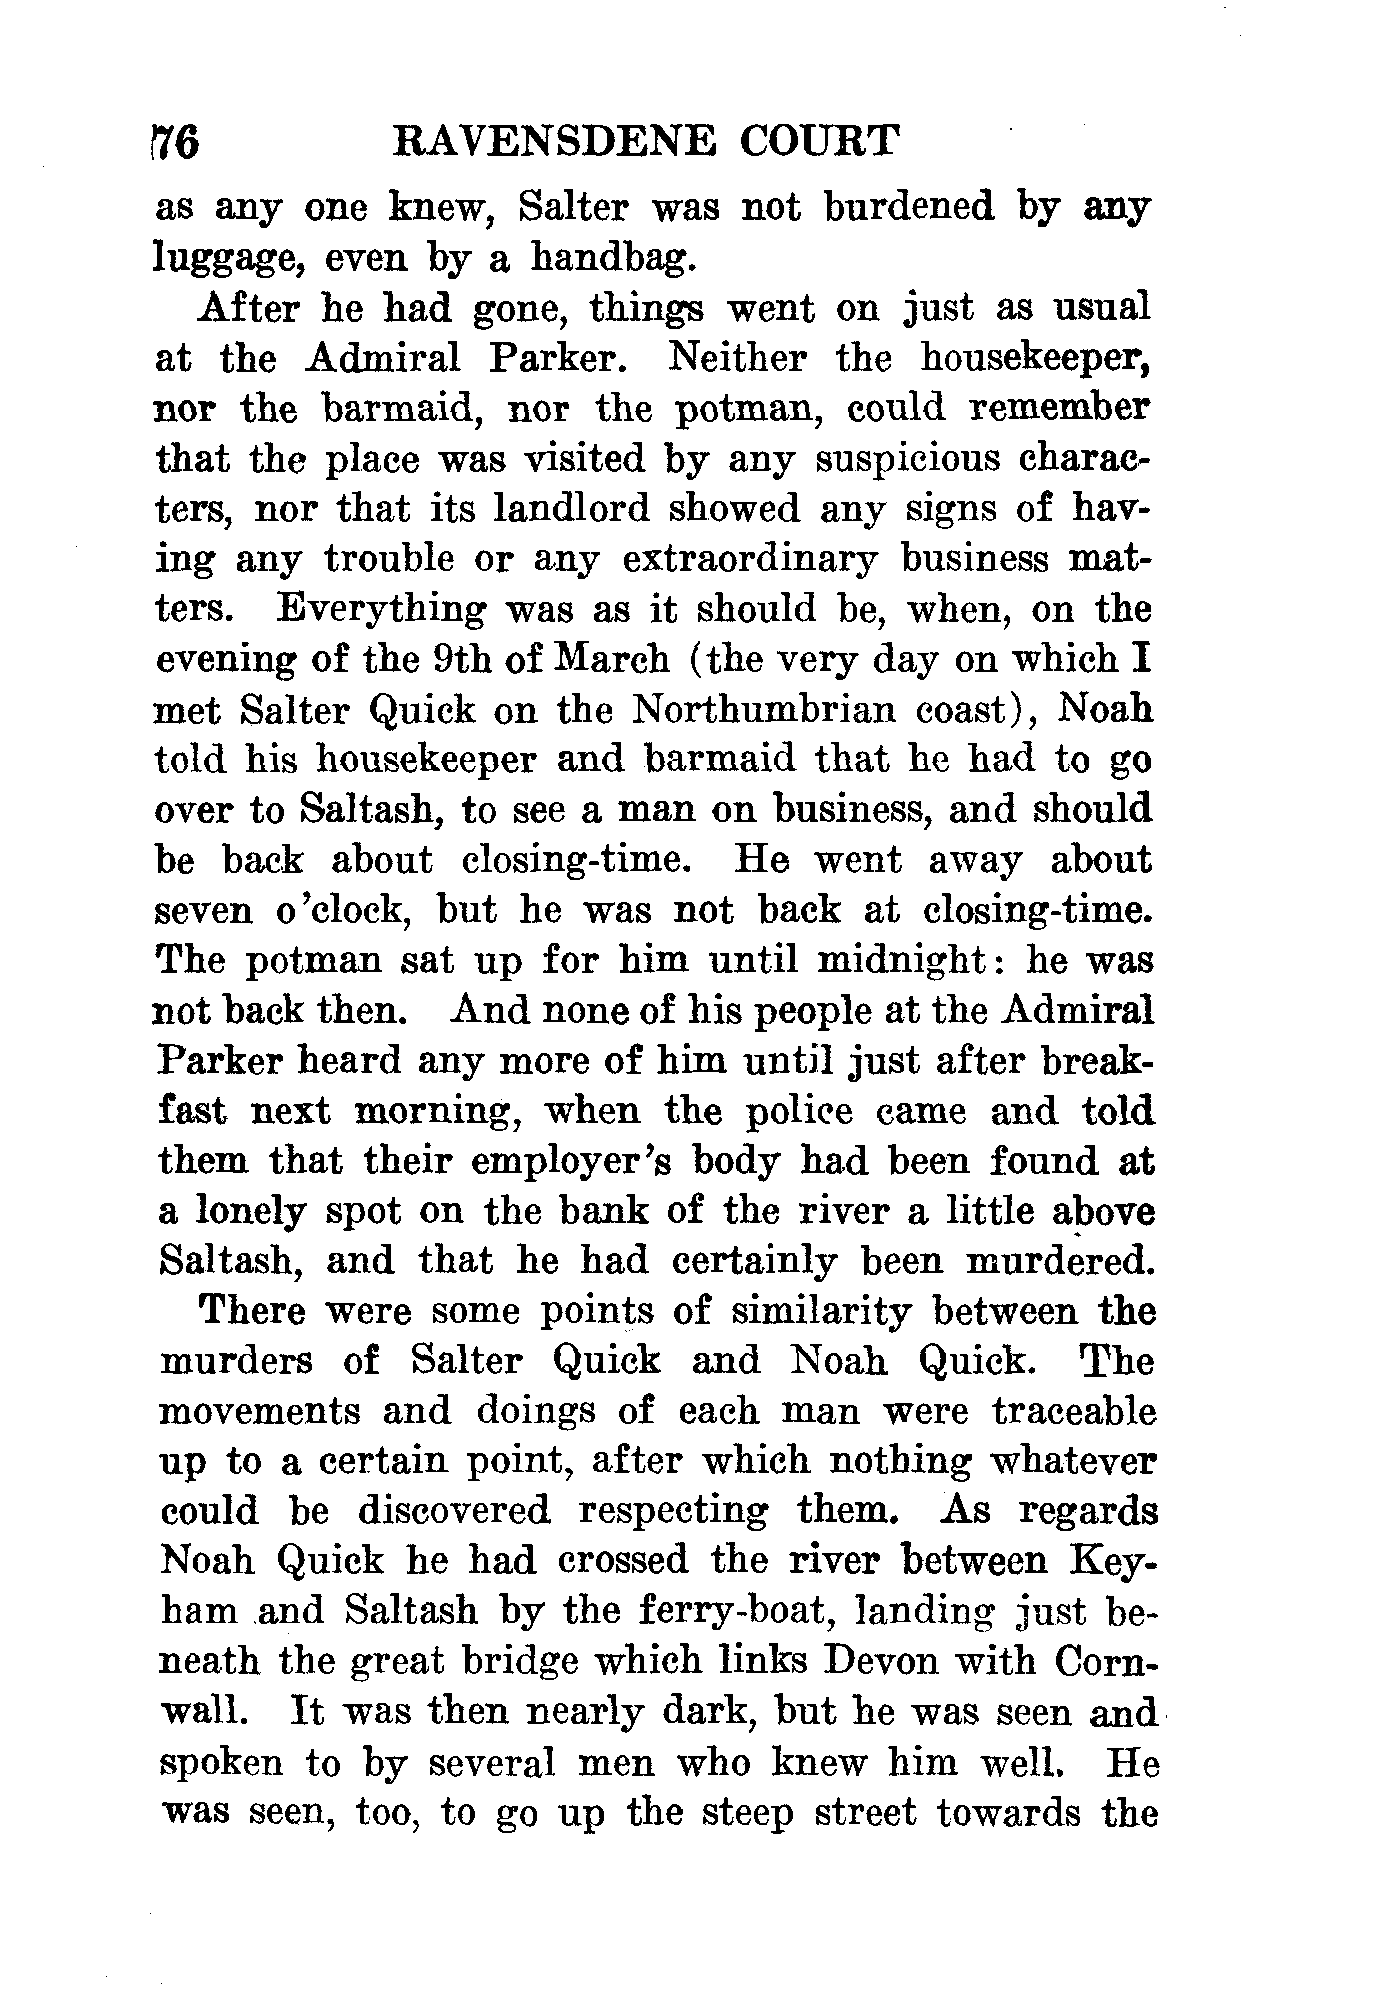 76 RAVENSDENE COURT
as any one knew, Salter was not burdened by any
luggage, even by a handbag.
After he had gone, things went on just as usual
at the Admiral Parker. Neither the housekeeper,
nor the barmaid, nor the potman, could remember
that the place was visited by any suspicious charac-
ters, nor that its landlord showed any signs of hav-
ing any trouble or any extraordinary business mat-
ters. Everything was as it should be, when, on the
evening of the 9th of March (the very day on which I
met Salter Quick on the Northumbrian coast), Noah
told his housekeeper and barmaid that he had to go
over to Saltash, to see a man on business, and should
be back about closing-time. He went away about
seven o'clock, but he was not back at closing-time.
The potman sat up for him until midnight: he was
not back then. And none of his people at the Admiral
Parker heard any more of him until just after break-
fast next morning, when the police came and told
them that their employer's body had been found at
a lonely spot on the bank of the river a little above
Saltash, and that he had certainly been murdered.
There were some points of similarity between the
murders of Salter Quick and Noah Quick. The
movements and doings of each man were traceable
up to a certain point, after which nothing whatever
could be discovered respecting them. As regards
Noah Quick he had crossed the river between Key-
ham and Saltash by the ferry-boat, landing just be-
neath the great bridge which links Devon with Corn-
wall. It was then nearly dark, but he was seen and
spoken to by several men who knew him well. He
was seen, too, to go up the steep street towards the